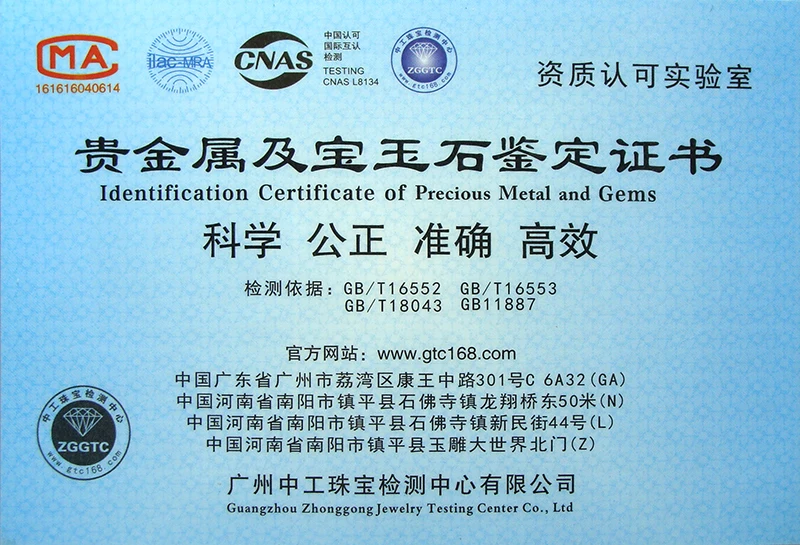 CMA
161616040614
ilac-MRA
CNAS
中国认可
国际互认
检测
TESTING
CNAS L8134
中工珠宝检测中心
ZGGTC
www.gtc168.com
资质认可实验室
贵金属及宝玉石鉴定证书
Identification Certificate of Precious Metal and Gems
科学 公正 准确 高效
检测依据：GB/T16552 GB/T16553
GB/T18043 GB11887
官方网站：www.gtc168.com
中国广东省广州市荔湾区康王中路301号C 6A32(GA)
中国河南省南阳市镇平县石佛寺镇龙翔桥东50米(N)
中国河南省南阳市镇平县石佛寺镇新民街44号(L)
中国河南省南阳市镇平县玉雕大世界北门(Z)
中工珠宝检测中心
ZGGTC
www.gtc168.com
广州中工珠宝检测中心有限公司
Guangzhou Zhonggong Jewelry Testing Center Co., Ltd